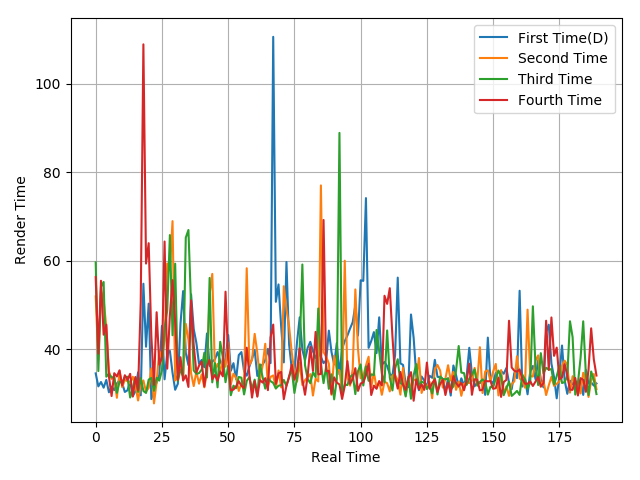 First Time(D)
Second Time
Third Time
Fourth Time
100
80
60
40
Render Time
0
25
50
75
100
125
150
175
Real Time